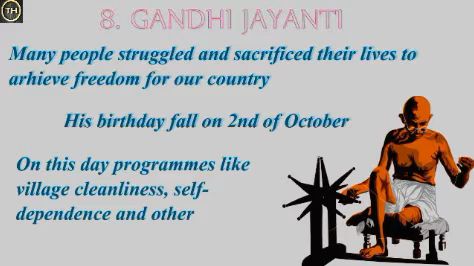 TH
8. GANDHI JAYANTI
Many people struggled and sacrificed their lives to
arhieve freedom for our country
His birthday fall on 2nd of October
On this day programmes like
village cleanliness, self-
dependence and other